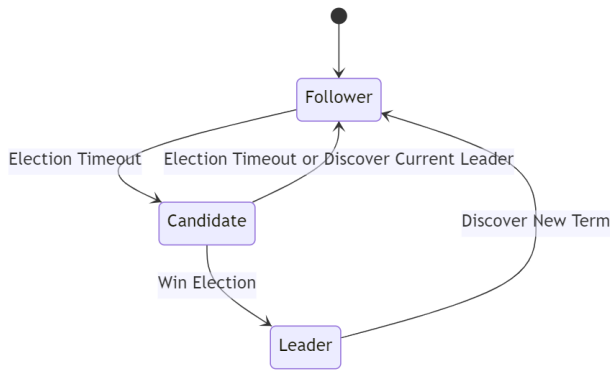 Follower
Election Timeout
Election Timeout or Discover Current Leader
Candidate
Discover New Term
Win Election
Leader